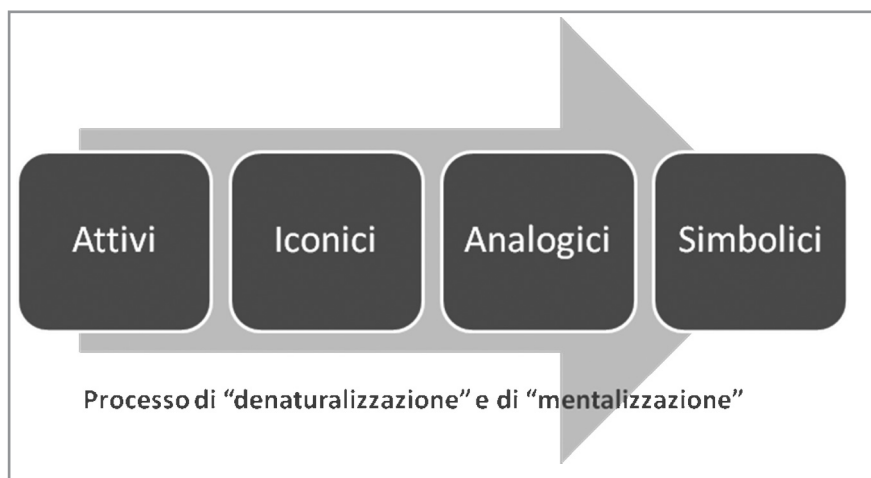 Attivi
Iconici
Analogici
Simbolici
Processo di “denaturalizzazione” e di “mentalizzazione”